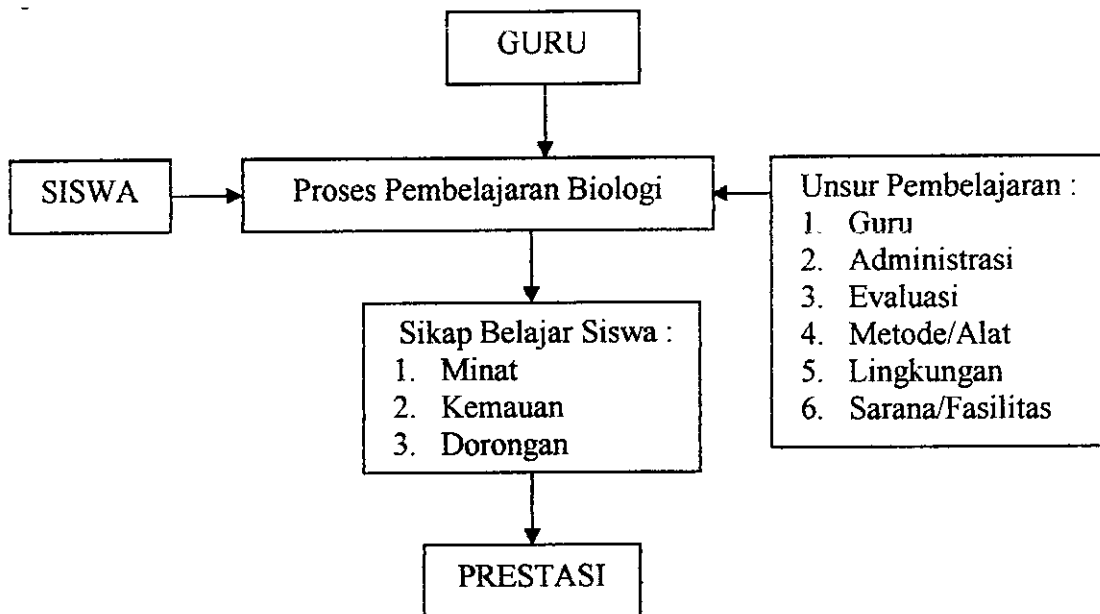 GURU
SISWA
Proses Pembelajaran Biologi
Unsur Pembelajaran :
1. Guru
2. Administrasi
3. Evaluasi
4. Metode/Alat
5. Lingkungan
6. Sarana/Fasilitas
Sikap Belajar Siswa :
1. Minat
2. Kemauan
3. Dorongan
PRESTASI